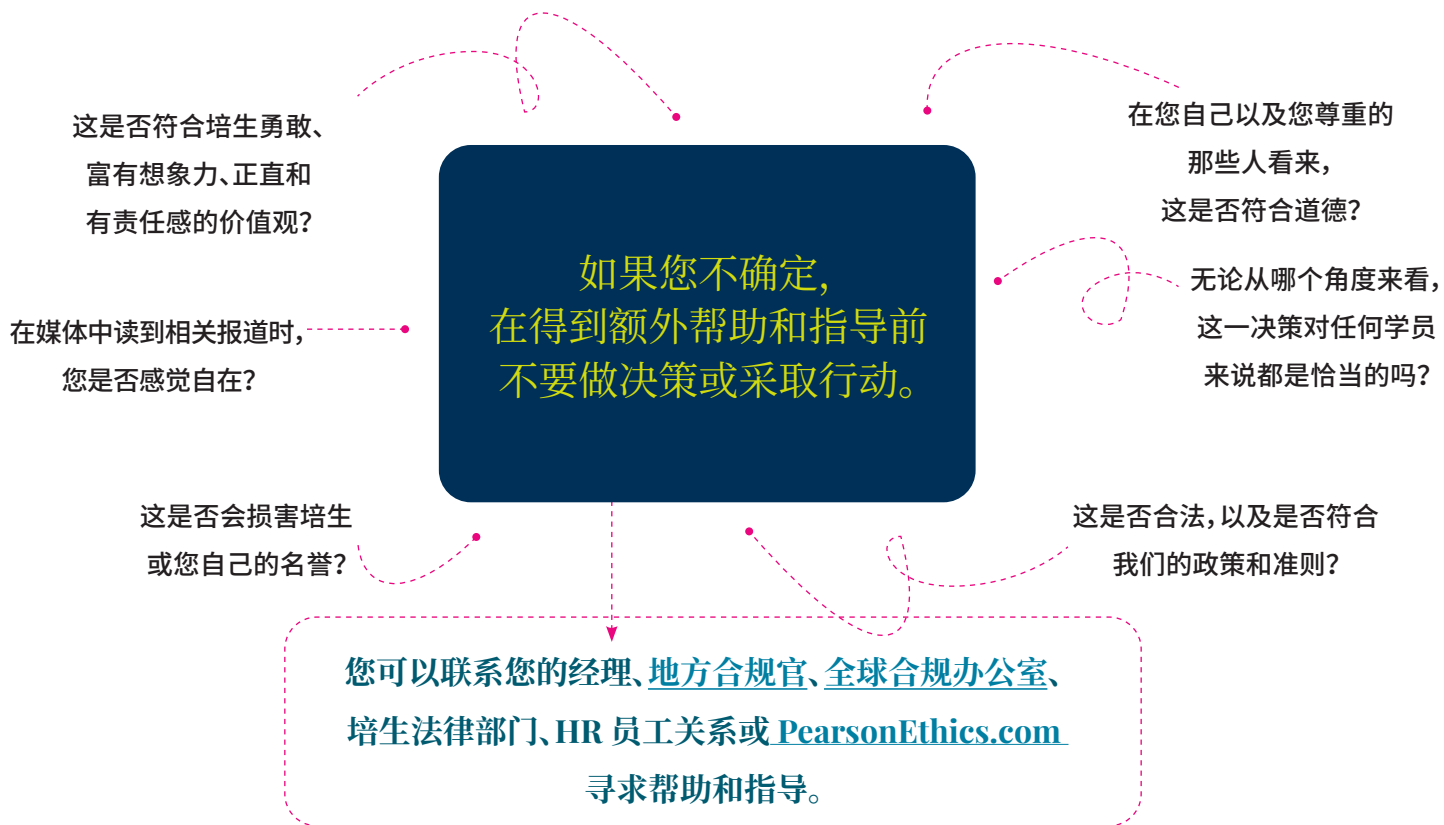 这是否符合培生勇敢、
富有想象力、正直和
有责任感的价值观?
在您自己以及您尊重的
那些人看来,
这是否符合道德?
如果您不确定,
在得到额外帮助和指导前
不要做决策或采取行动。
无论从哪个角度来看,
这一决策对任何学员
来说都是恰当的吗?
在媒体中读到相关报道时,
您是否感觉自在?
这是否会损害培生
或您自己的名誉?
这是否合法,以及是否符合
我们的政策和准则?
您可以联系您的经理、地方合规官、全球合规办公室、
培生法律部门、HR 员工关系或 PearsonEthics.com
寻求帮助和指导。